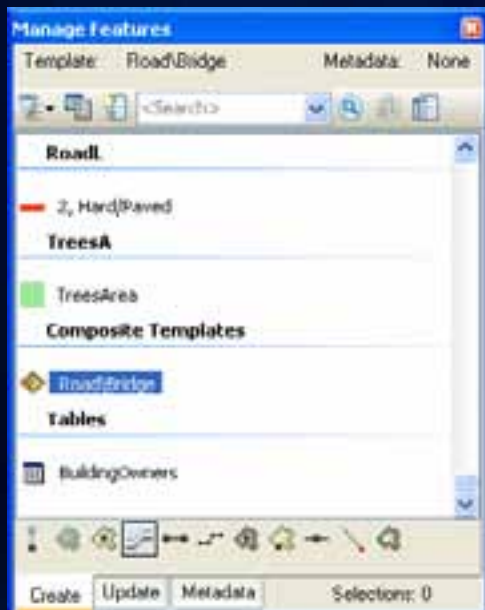 Manage Features
Template: Road\Bridge Metadata: None
<Search>
RoadL
2, Hard/Paved
TreesA
TreesArea
Composite Templates
Road\Bridge
Tables
BuildingOwners
Create Update Metadata Selections: 0